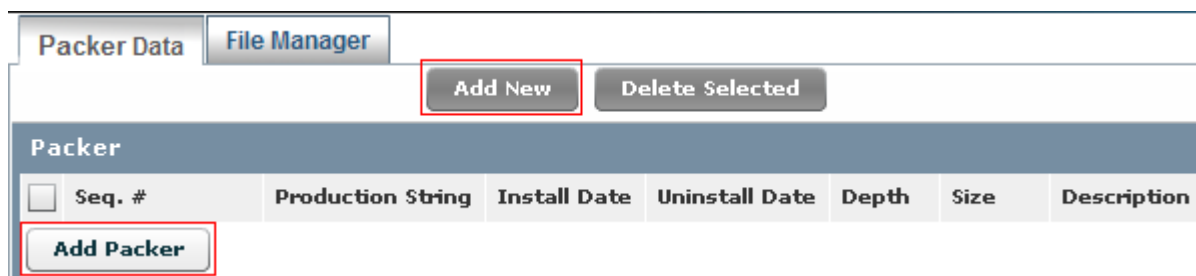 Packer Data File Manager
Add New Delete Selected
Packer
Seq. # Production String Install Date Uninstall Date Depth Size Description
Add Packer